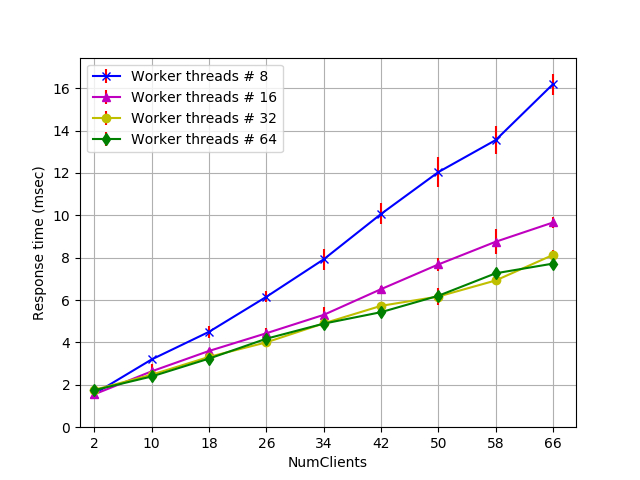 Worker threads # 8
Worker threads # 16
Worker threads # 32
Worker threads # 64
Response time (msec)
16
14
12
10
8
6
4
2
0
2 10 18 26 34 42 50 58 66
NumClients